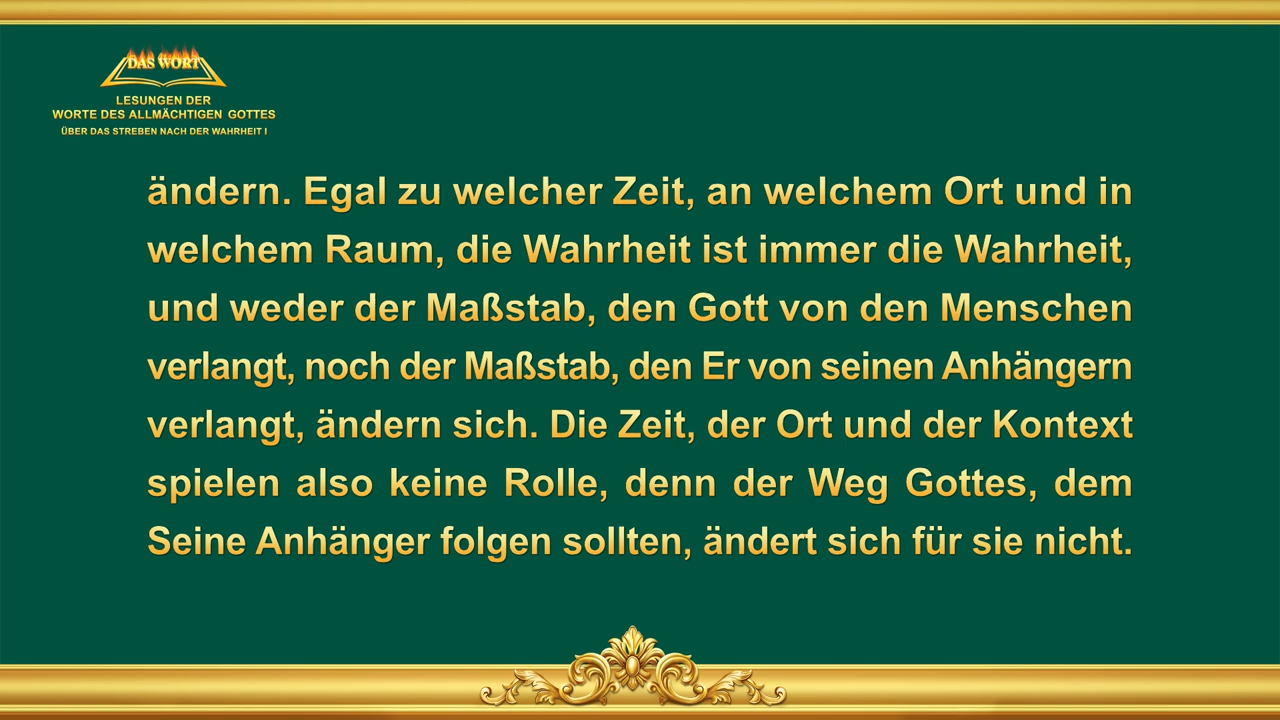 DAS WORT
LESUNGEN DER
WORTE DES ALLMÄCHTIGEN GOTTES
ÜBER DAS STREBEN NACH DER WAHRHEIT I
ändern. Egal zu welcher Zeit, an welchem Ort und in
welchem Raum, die Wahrheit ist immer die Wahrheit,
und weder der Maßstab, den Gott von den Menschen
verlangt, noch der Maßstab, den Er von seinen Anhängern
verlangt, ändern sich. Die Zeit, der Ort und der Kontext
spielen also keine Rolle, denn der Weg Gottes, dem
Seine Anhänger folgen sollten, ändert sich für sie nicht.